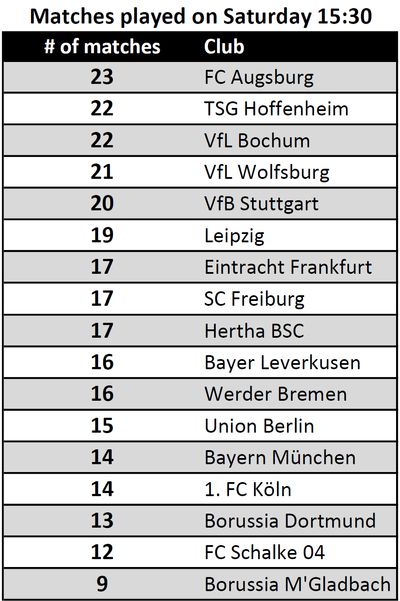 Matches played on Saturday 15:30
# of matches Club
23 FC Augsburg
22 TSG Hoffenheim
22 VfL Bochum
21 VfL Wolfsburg
20 VfB Stuttgart
19 Leipzig
17 Eintracht Frankfurt
17 SC Freiburg
17 Hertha BSC
16 Bayer Leverkusen
16 Werder Bremen
15 Union Berlin
14 Bayern München
14 1. FC Köln
13 Borussia Dortmund
12 FC Schalke 04
9 Borussia M'Gladbach